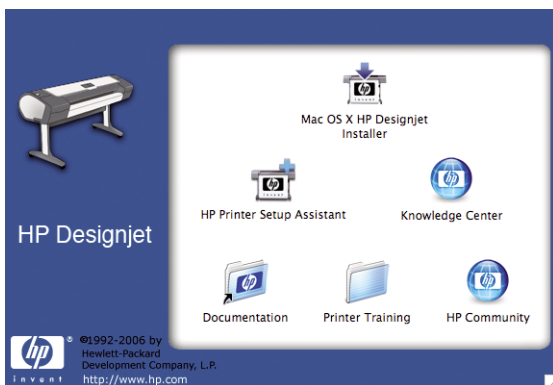 Mac OS X HP Designjet
Installer
HP Printer Setup Assistant
Knowledge Center
HP Designjet
Documentation
Printer Training
HP Community
hp
®
invent
©1992-2006 by
Hewlett-Packard
Development Company, L.P.
http://www.hp.com